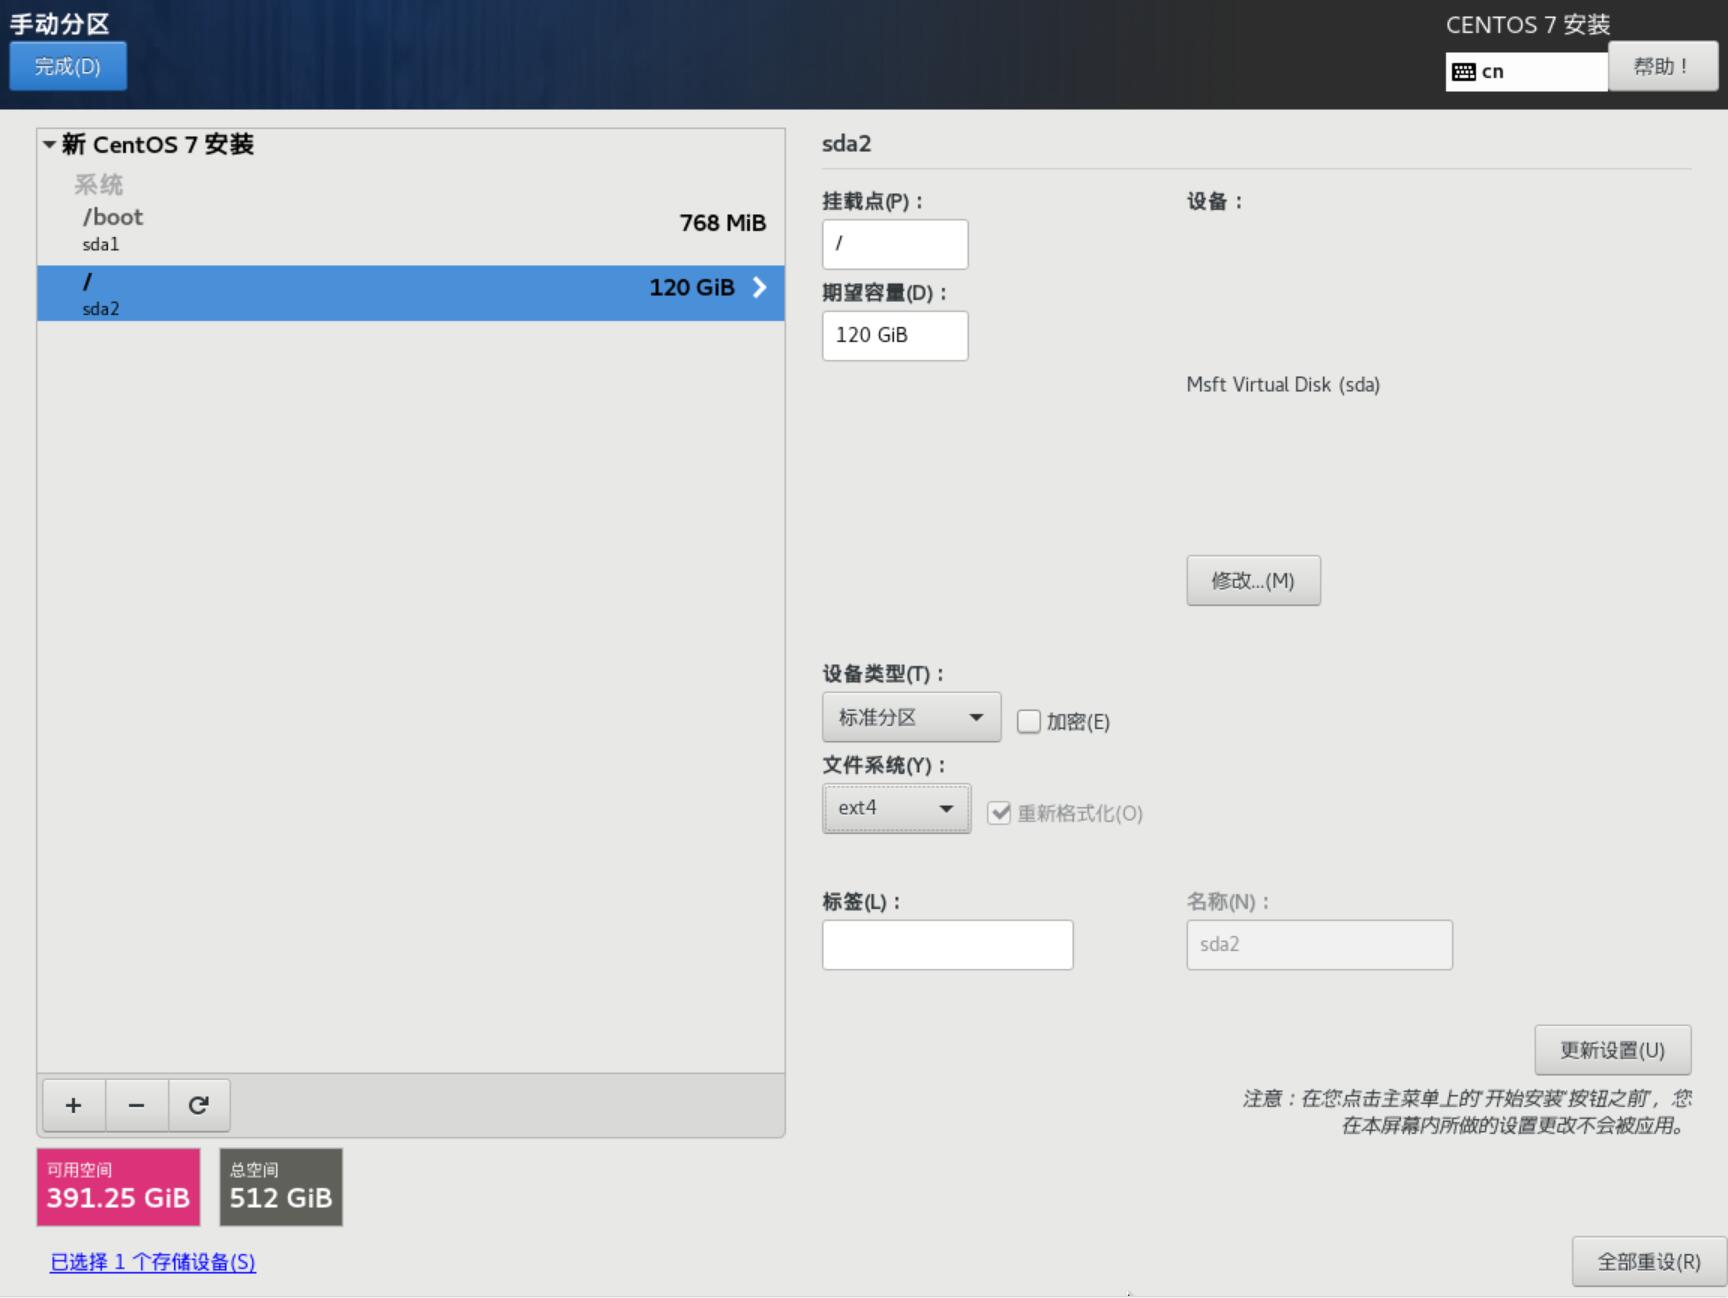 手动分区
完成(D)
CENTOS 7 安装
cn
帮助！
新 CentOS 7 安装
系统
/boot
sda1
768 MiB
/
sda2
120 GiB
sda2
挂载点(P)：
/
期望容量(D)：
120 GiB
设备：
Msft Virtual Disk (sda)
修改...(M)
设备类型(T)：
标准分区
加密(E)
文件系统(Y)：
ext4
重新格式化(O)
标签(L)：
名称(N)：
sda2
更新设置(U)
注意：在您点击主菜单上的'开始安装'按钮之前'，您
在本屏幕内所做的设置更改不会被应用。
+
−
可用空间
391.25 GiB
总空间
512 GiB
已选择 1 个存储设备(S)
全部重设(R)